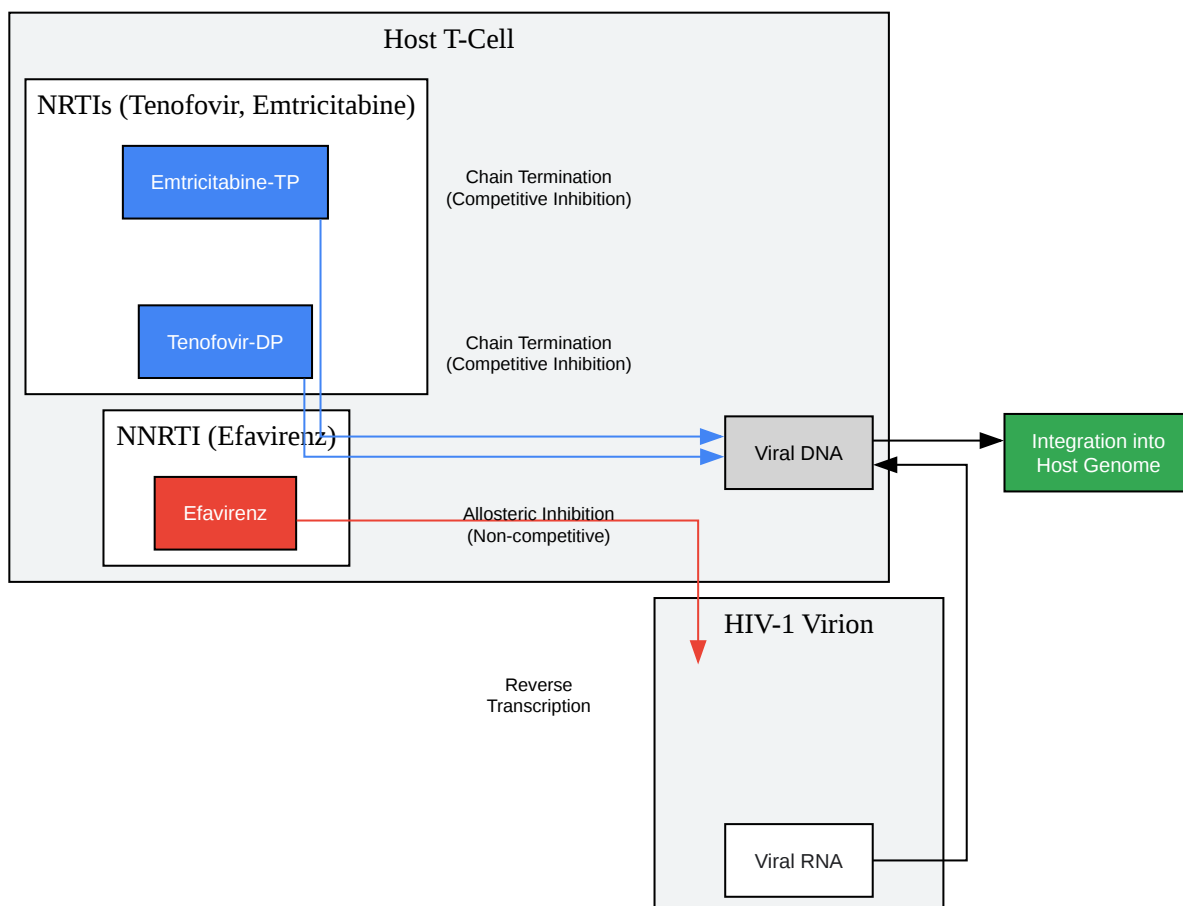 Host T-Cell
NRTIs (Tenofovir, Emtricitabine)
Emtricitabine-TP
Chain Termination
(Competitive Inhibition)
Tenofovir-DP
Chain Termination
(Competitive Inhibition)
NNRTI (Efavirenz)
Viral DNA
Integration into
Host Genome
Efavirenz
Allosteric Inhibition
(Non-competitive)
HIV-1 Virion
Reverse
Transcription
Viral RNA